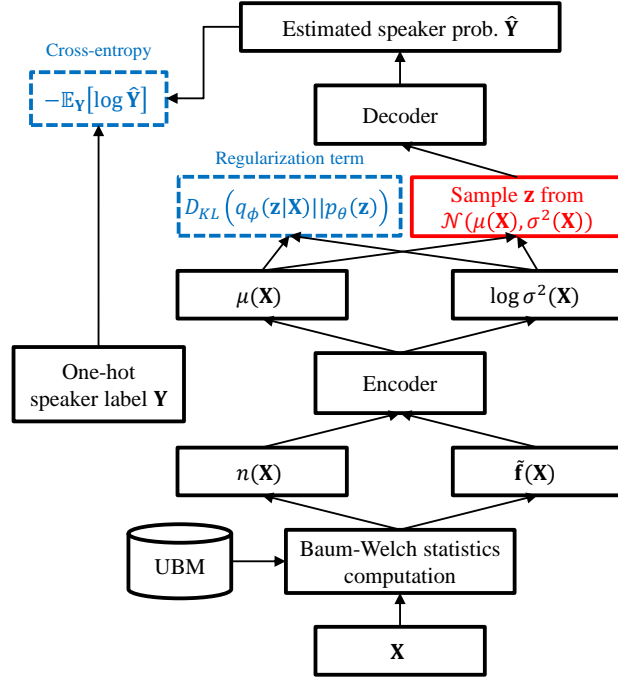 Cross-entropy
Estimated speaker prob. Ŷ
−𝔼_Y[log Ŷ]
Decoder
Regularization term
D_KL(q_ϕ(z|X)||p_θ(z))
Sample z from
𝒩(μ(X), σ²(X))
μ(X)
log σ²(X)
One-hot
speaker label Y
Encoder
n(X)
f̃(X)
UBM
Baum-Welch statistics
computation
X